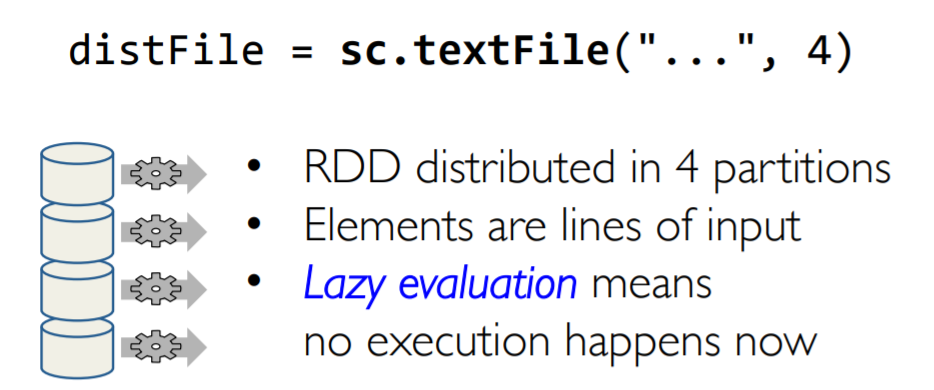 distFile = sc.textFile("...", 4)
• RDD distributed in 4 partitions
• Elements are lines of input
• Lazy evaluation means
no execution happens now